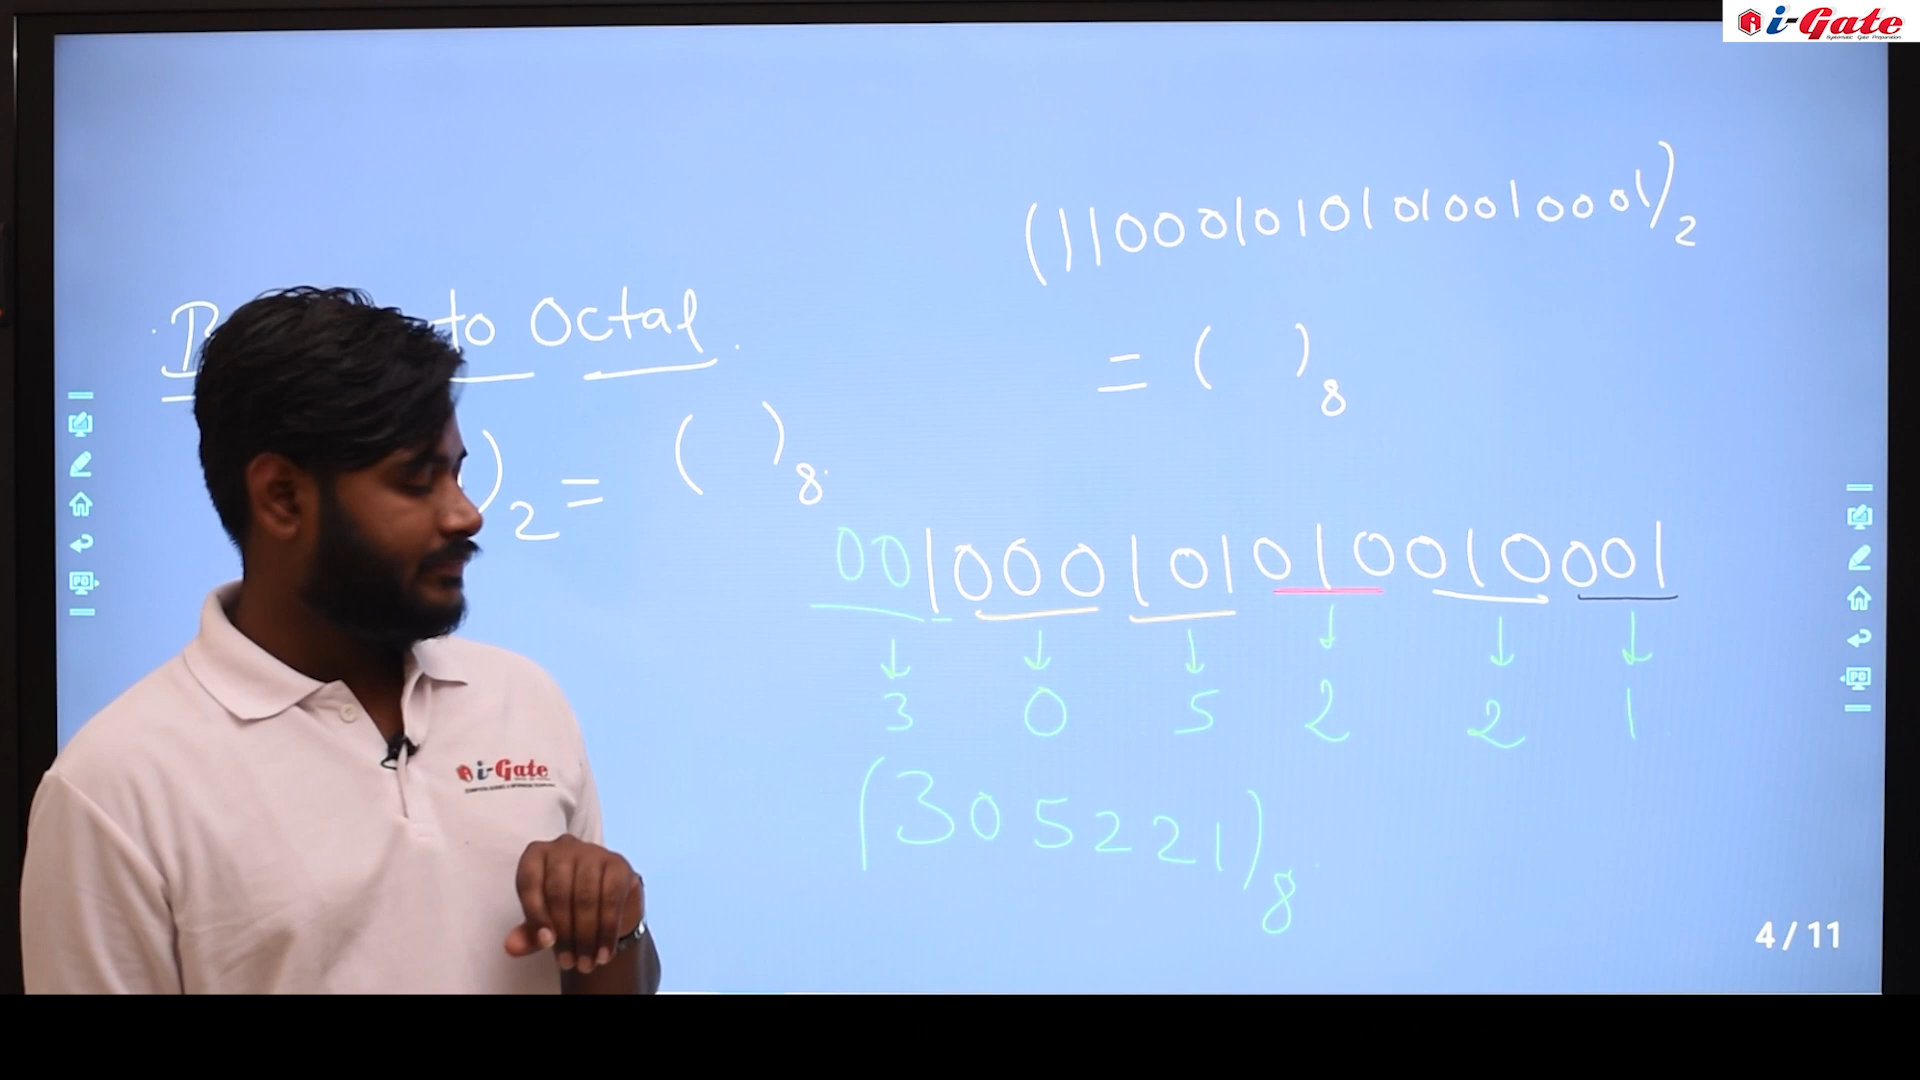 i-Gate
(1100010101010010001)2
to Octal.
= ( )8
)2 = ( )8
001000101010010001
3 0 5 2 2 1
i-Gate
(305221)8
4 / 11